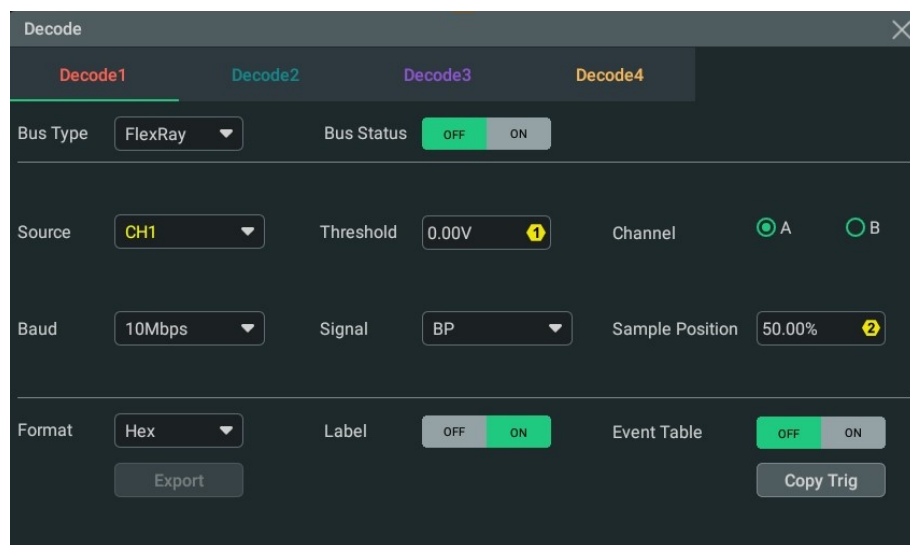 Decode
Decode1 Decode2 Decode3 Decode4
Bus Type FlexRay Bus Status OFF ON
Source CH1 Threshold 0.00V 1 Channel A B
Baud 10Mbps Signal BP Sample Position 50.00% 2
Format Hex Label OFF ON Event Table OFF ON
Export Copy Trig